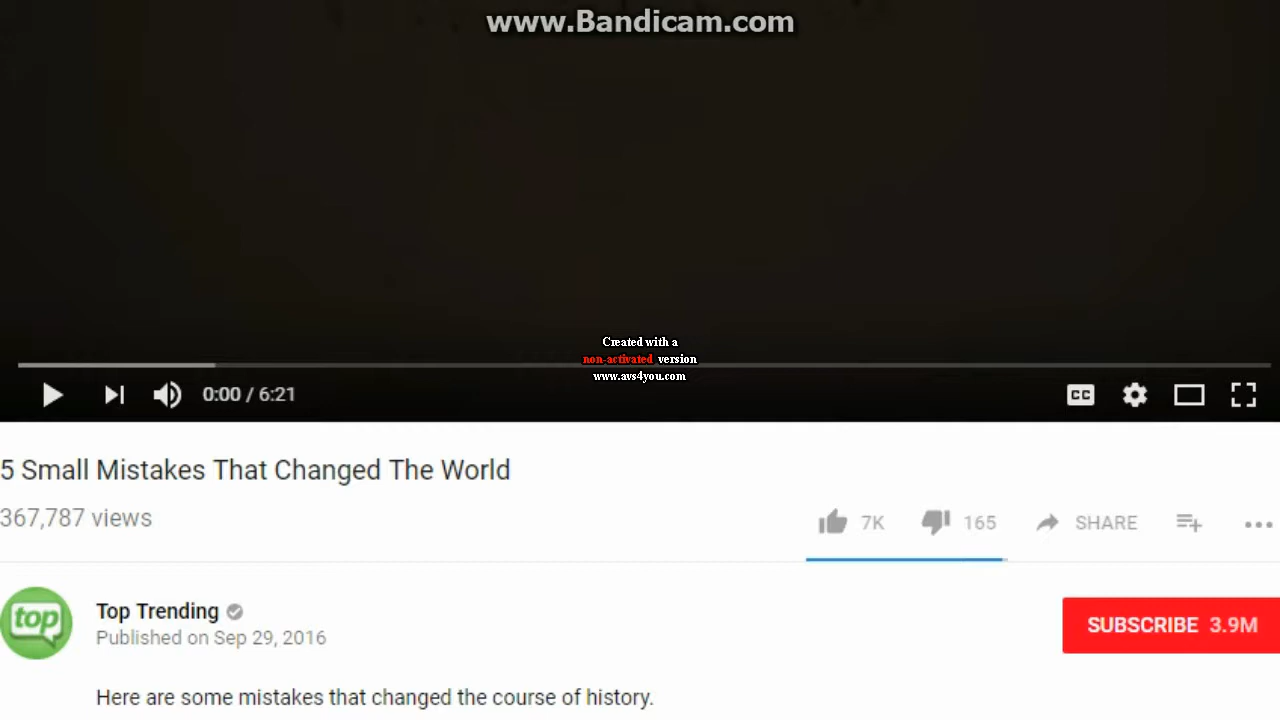 www.Bandicam.com
Created with a
non-activated version
www.avs4you.com
0:00 / 6:21
CC
5 Small Mistakes That Changed The World
367,787 views
7K 165 SHARE
top
Top Trending
Published on Sep 29, 2016
SUBSCRIBE 3.9M
Here are some mistakes that changed the course of history.